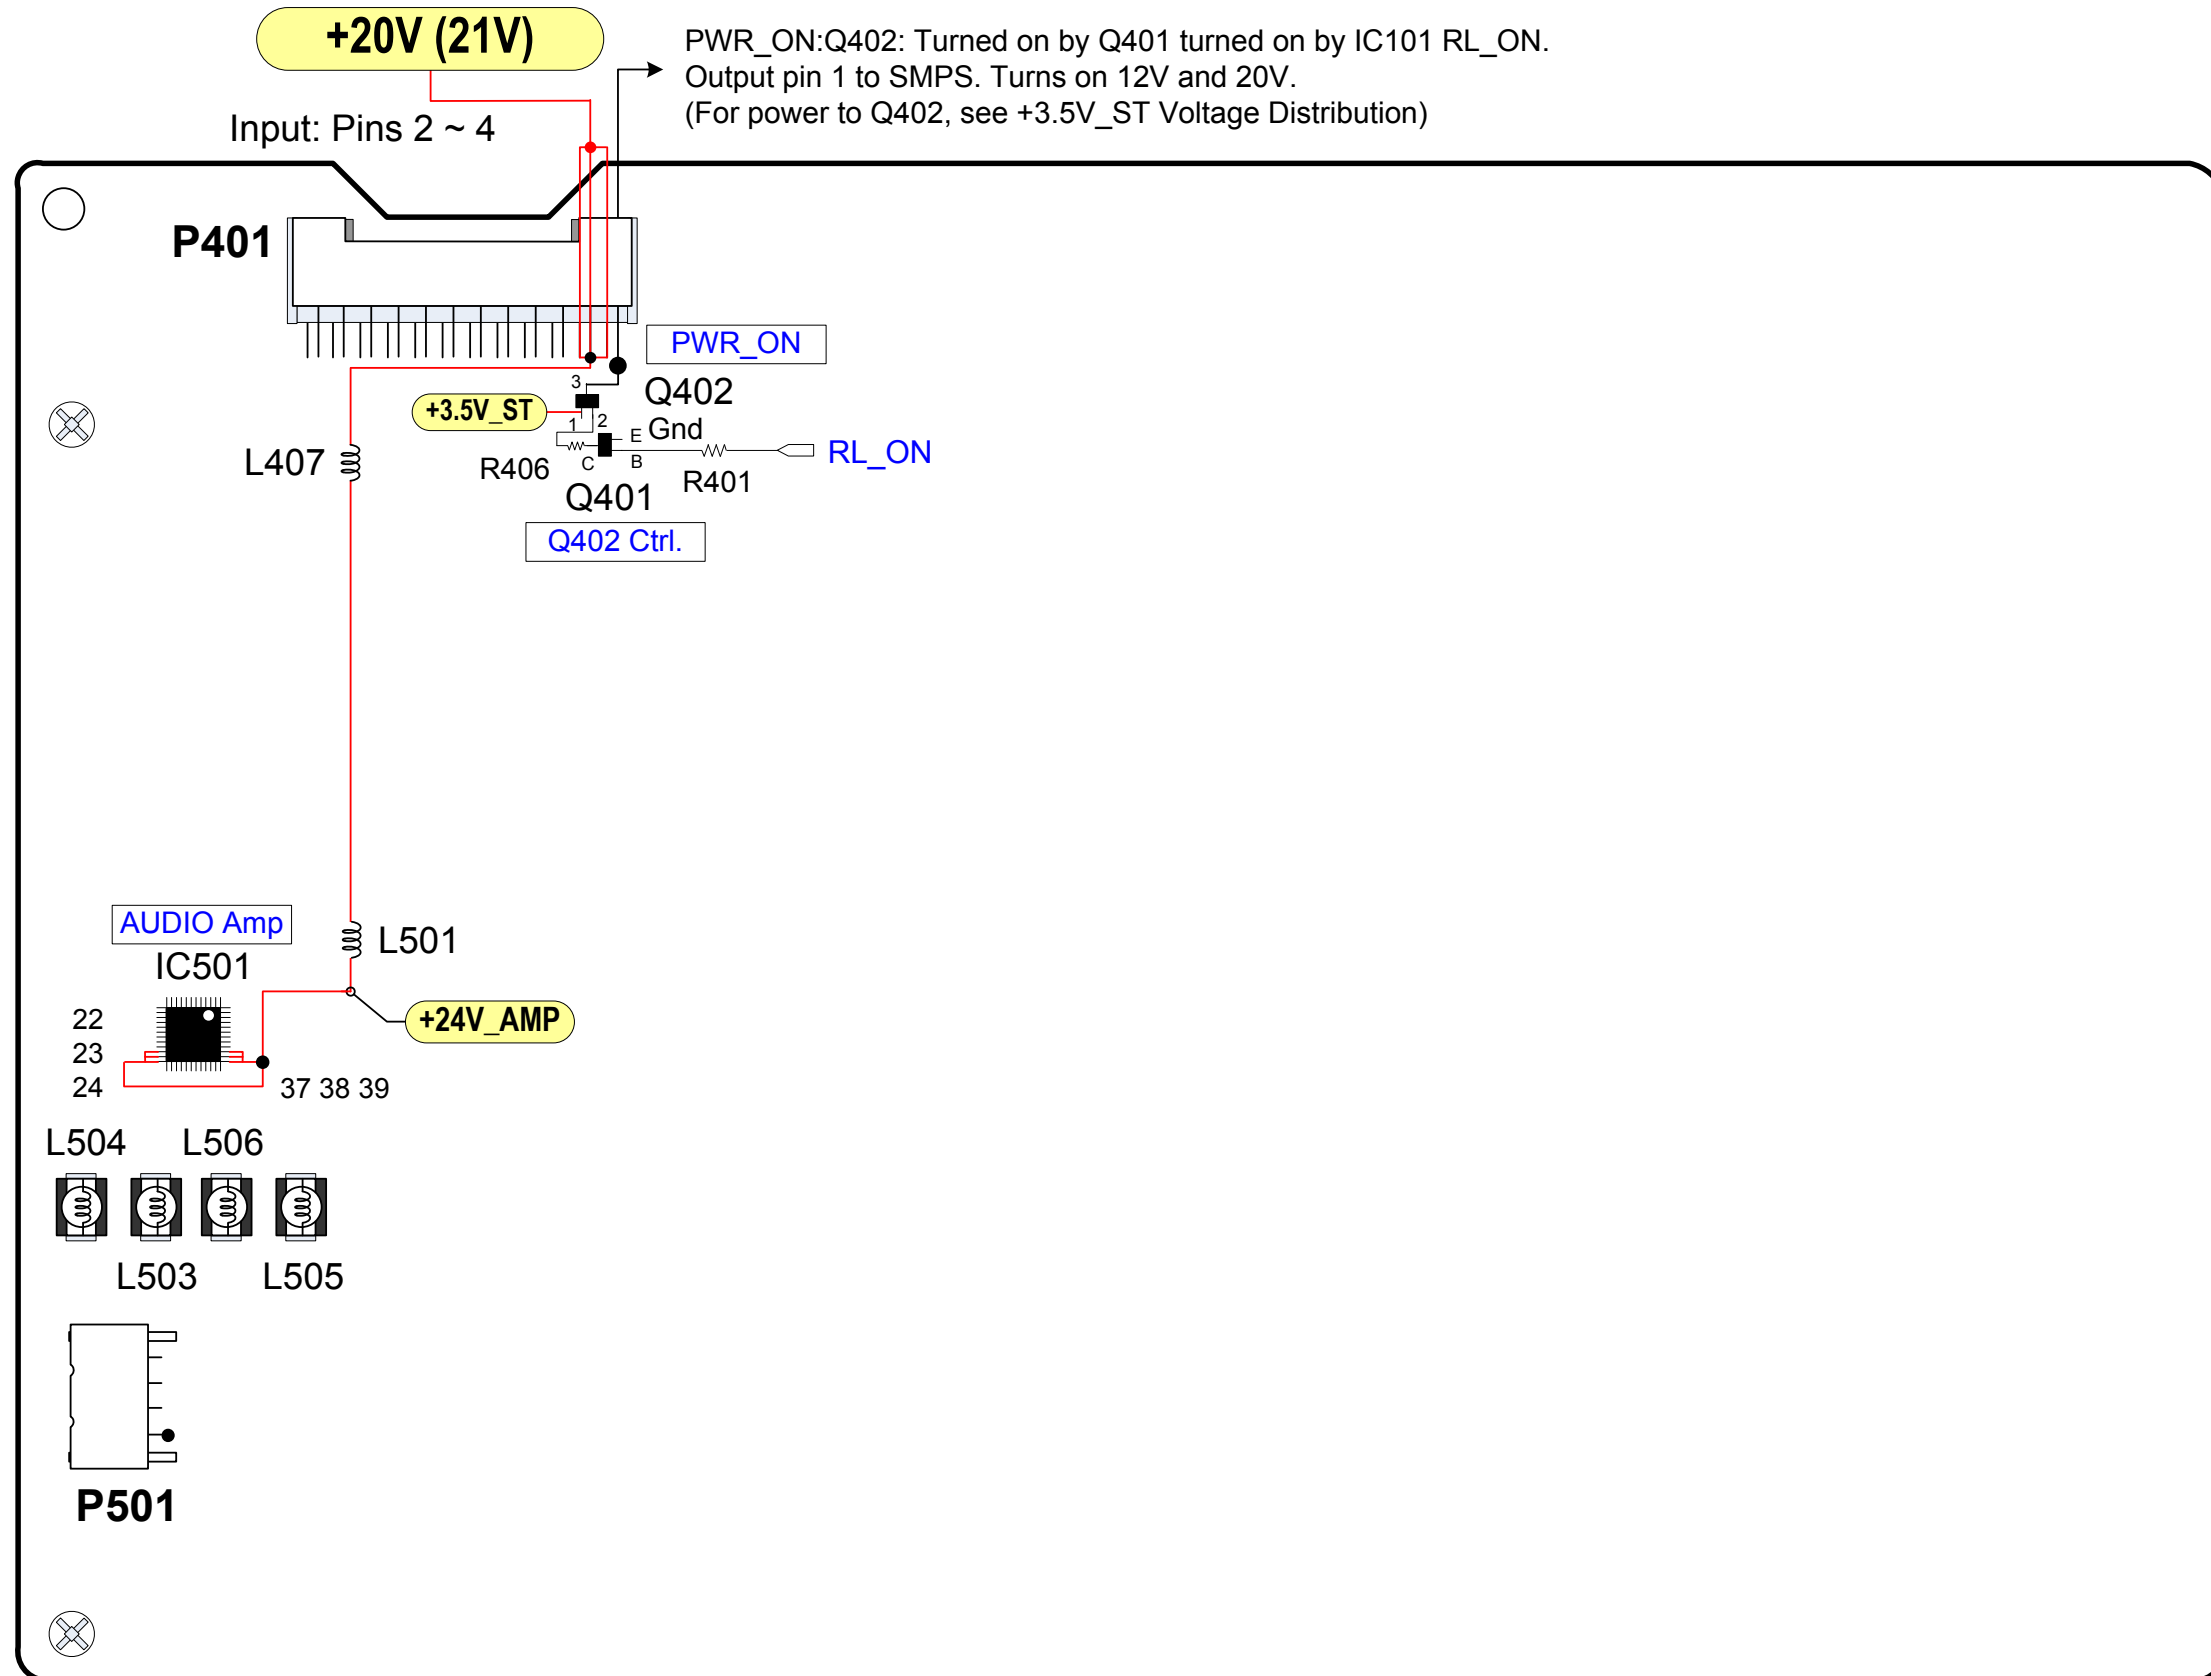 +20V (21V)
PWR_ON:Q402: Turned on by Q401 turned on by IC101 RL_ON.
Output pin 1 to SMPS. Turns on 12V and 20V.
(For power to Q402, see +3.5V_ST Voltage Distribution)
Input: Pins 2 ~ 4
P401
PWR_ON
3
Q402
+3.5V_ST
1
2
E
Gnd
R406
C
B
R401
RL_ON
L407
Q401
Q402 Ctrl.
AUDIO Amp
IC501
L501
22
23
24
+24V_AMP
37 38 39
L504
L506
L503
L505
P501